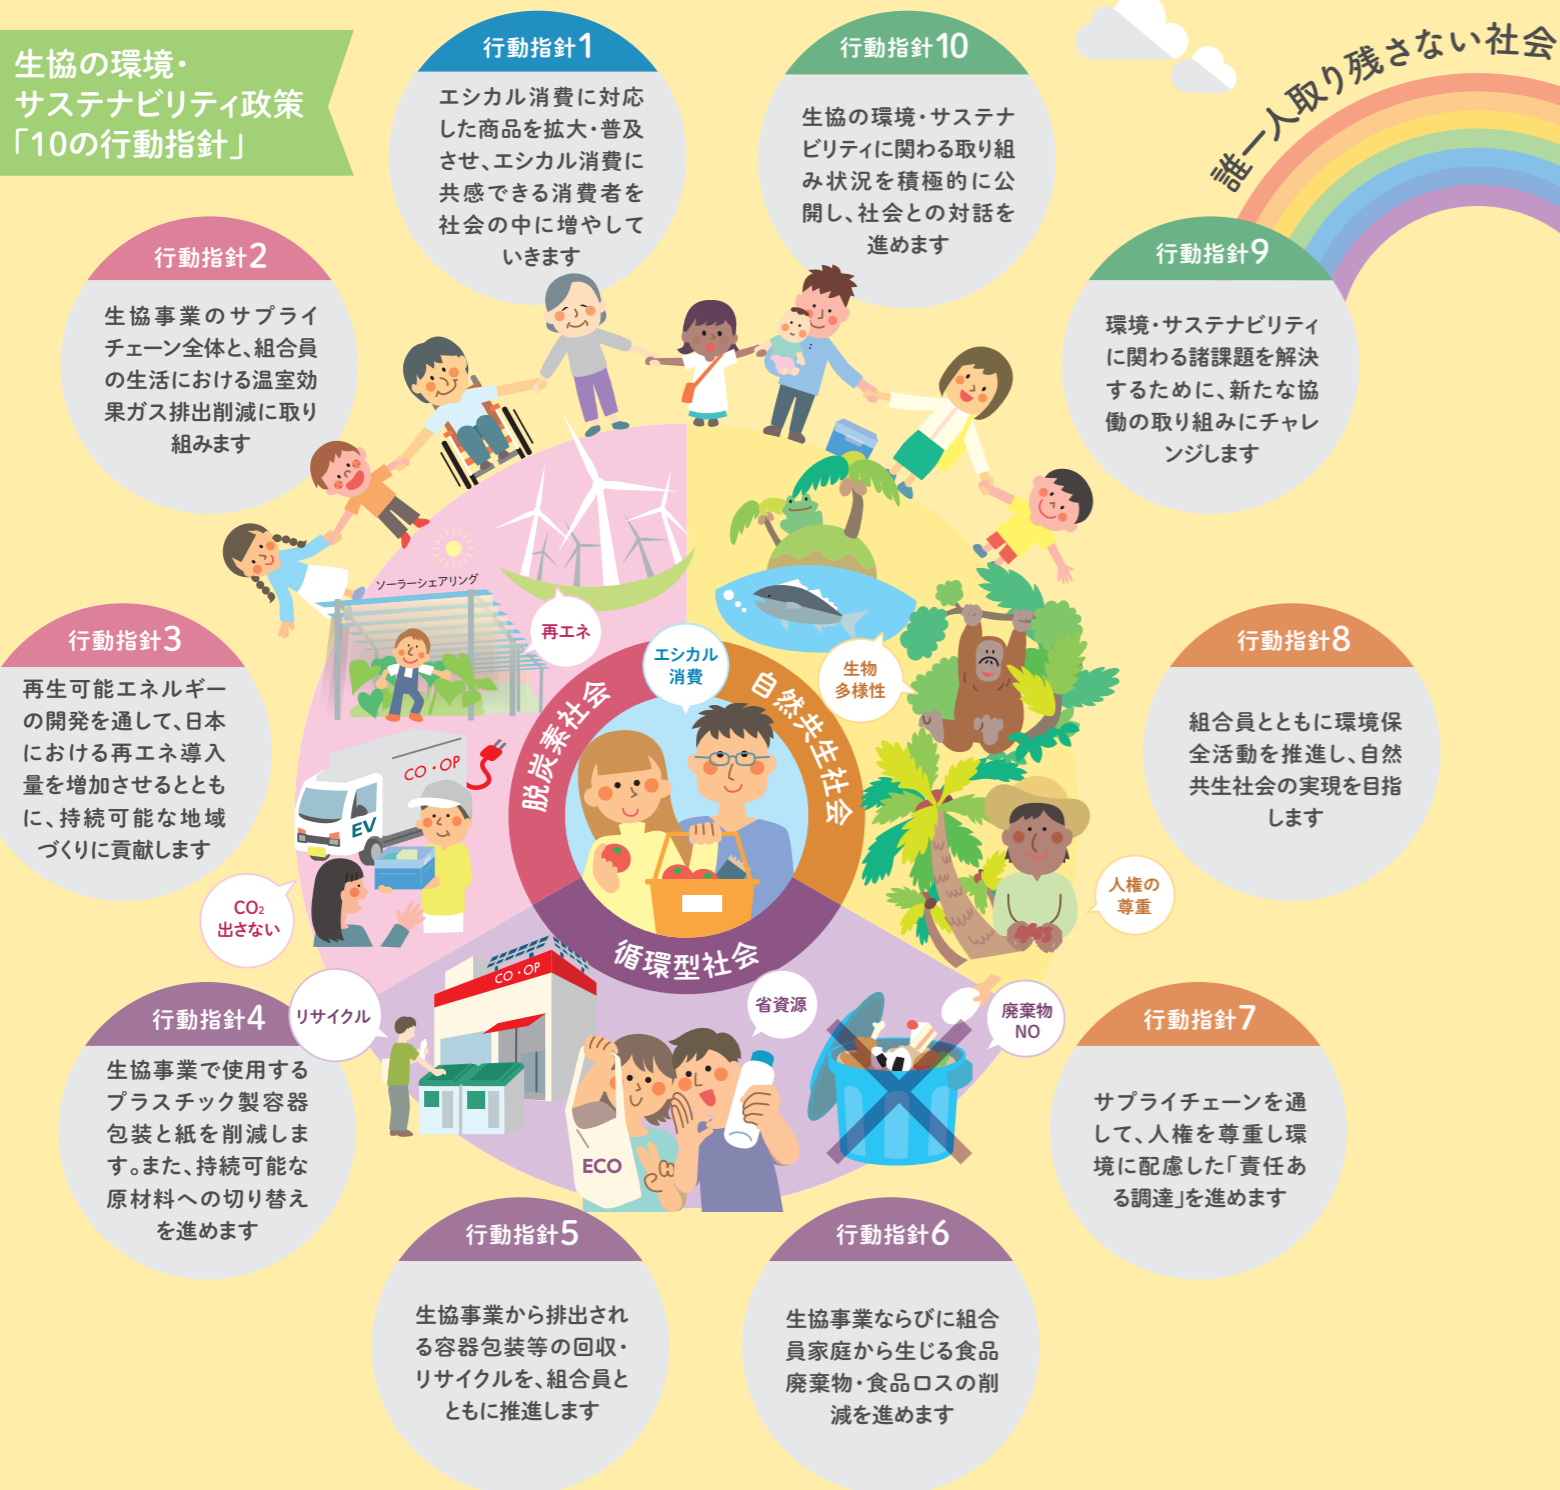 生協の環境・
サステナビリティ政策
「10の行動指針」
誰一人取り残さない社会
行動指針1
エシカル消費に対応
した商品を拡大・普及
させ、エシカル消費に
共感できる消費者を
社会の中に増やして
いきます
行動指針10
生協の環境・サステナ
ビリティに関わる取り組
み状況を積極的に公
開し、社会との対話を
進めます
行動指針2
生協事業のサプライ
チェーン全体と、組合員
の生活における温室効
果ガス排出削減に取り
組みます
行動指針9
環境・サステナビリティ
に関わる諸課題を解決
するために、新たな協
働の取り組みにチャレ
ンジします
行動指針3
再生可能エネルギー
の開発を通して、日本
における再エネ導入
量を増加させるととも
に、持続可能な地域
づくりに貢献します
行動指針8
組合員とともに環境保
全活動を推進し、自然
共生社会の実現を目指
します
ソーラーシェアリング
再エネ
エシカル
消費
生物
多様性
脱炭素社会
自然共生社会
循環型社会
CO・OP
EV
CO2
出さない
人権の
尊重
リサイクル
CO・OP
省資源
廃棄物
NO
ECO
行動指針4
生協事業で使用する
プラスチック製容器
包装と紙を削減しま
す。また、持続可能な
原材料への切り替え
を進めます
行動指針7
サプライチェーンを通
して、人権を尊重し環
境に配慮した「責任あ
る調達」を進めます
行動指針5
生協事業から排出され
る容器包装等の回収・
リサイクルを、組合員と
ともに推進します
行動指針6
生協事業ならびに組合
員家庭から生じる食品
廃棄物・食品ロスの削
減を進めます